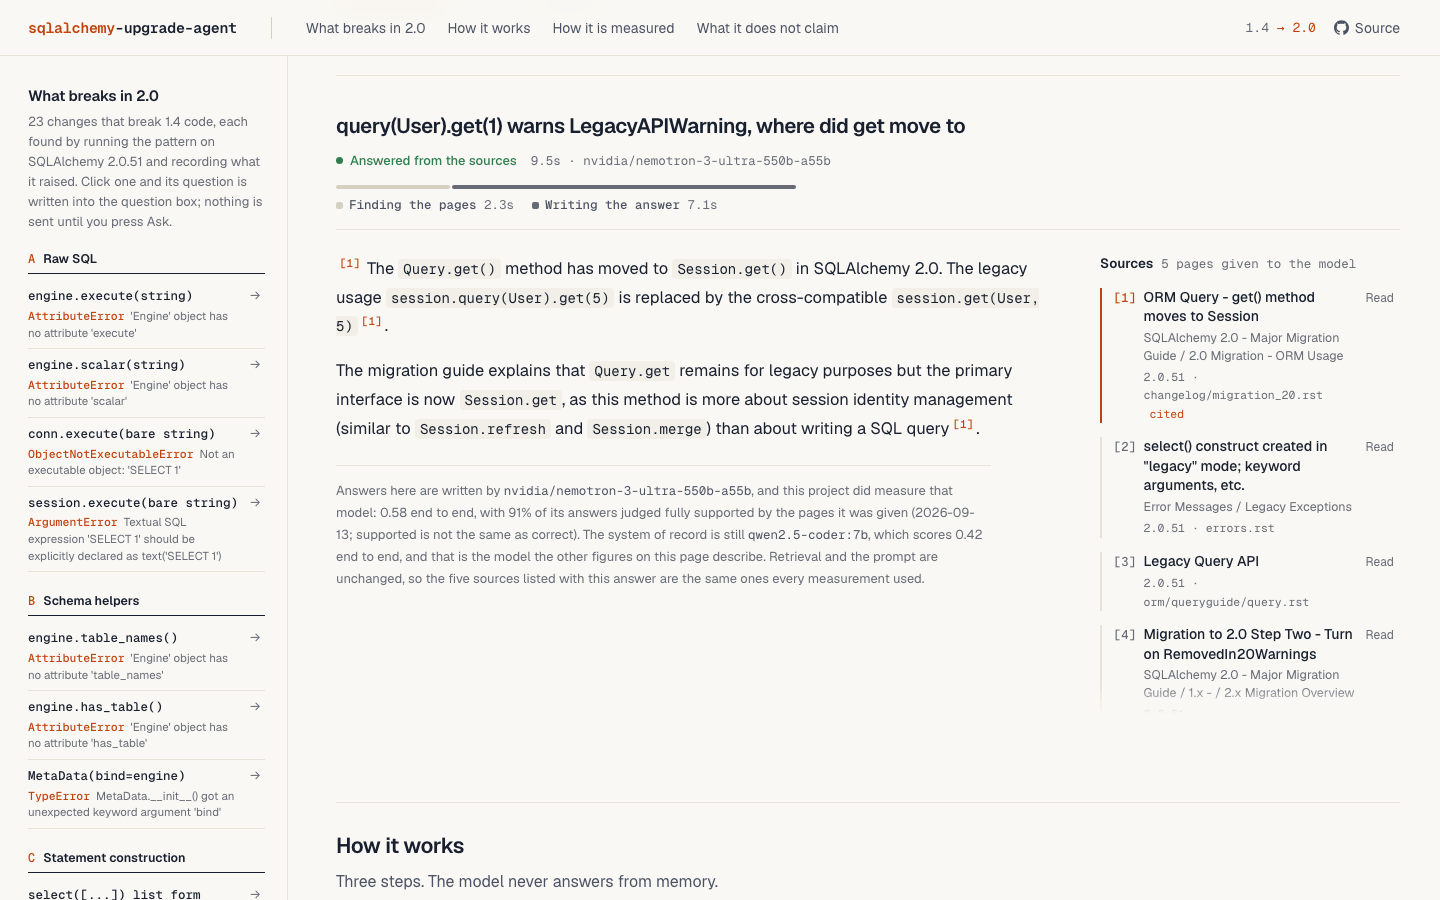 sqlalchemy-upgrade-agent
What breaks in 2.0
How it works
How it is measured
What it does not claim
1.4 → 2.0
Source
What breaks in 2.0
23 changes that break 1.4 code, each
found by running the pattern on
SQLAlchemy 2.0.51 and recording what
it raised. Click one and its question is
written into the question box; nothing is
sent until you press Ask.
A Raw SQL
engine.execute(string) →
AttributeError 'Engine' object has
no attribute 'execute'
engine.scalar(string) →
AttributeError 'Engine' object has
no attribute 'scalar'
conn.execute(bare string) →
ObjectNotExecutableError Not an
executable object: 'SELECT 1'
session.execute(bare string) →
ArgumentError Textual SQL
expression 'SELECT 1' should be
explicitly declared as text('SELECT 1')
B Schema helpers
engine.table_names() →
AttributeError 'Engine' object has
no attribute 'table_names'
engine.has_table() →
AttributeError 'Engine' object has
no attribute 'has_table'
MetaData(bind=engine) →
TypeError MetaData.__init__() got an
unexpected keyword argument 'bind'
C Statement construction
select([...]) list form →
query(User).get(1) warns LegacyAPIWarning, where did get move to
Answered from the sources 9.5s · nvidia/nemotron-3-ultra-550b-a55b
Finding the pages 2.3s Writing the answer 7.1s
[1] The Query.get() method has moved to Session.get() in SQLAlchemy 2.0. The legacy
usage session.query(User).get(5) is replaced by the cross-compatible session.get(User,
5) [1].
The migration guide explains that Query.get remains for legacy purposes but the primary
interface is now Session.get, as this method is more about session identity management
(similar to Session.refresh and Session.merge) than about writing a SQL query [1].
Answers here are written by nvidia/nemotron-3-ultra-550b-a55b, and this project did measure that
model: 0.58 end to end, with 91% of its answers judged fully supported by the pages it was given (2026-09-
13; supported is not the same as correct). The system of record is still qwen2.5-coder:7b, which scores 0.42
end to end, and that is the model the other figures on this page describe. Retrieval and the prompt are
unchanged, so the five sources listed with this answer are the same ones every measurement used.
Sources 5 pages given to the model
[1] ORM Query - get() method Read
moves to Session
SQLAlchemy 2.0 - Major Migration
Guide / 2.0 Migration - ORM Usage
2.0.51 ·
changelog/migration_20.rst
cited
[2] select() construct created in Read
"legacy" mode; keyword
arguments, etc.
Error Messages / Legacy Exceptions
2.0.51 · errors.rst
[3] Legacy Query API Read
2.0.51 ·
orm/queryguide/query.rst
[4] Migration to 2.0 Step Two - Turn Read
on RemovedIn20Warnings
SQLAlchemy 2.0 - Major Migration
Guide / 1.x - / 2.x Migration Overview
How it works
Three steps. The model never answers from memory.